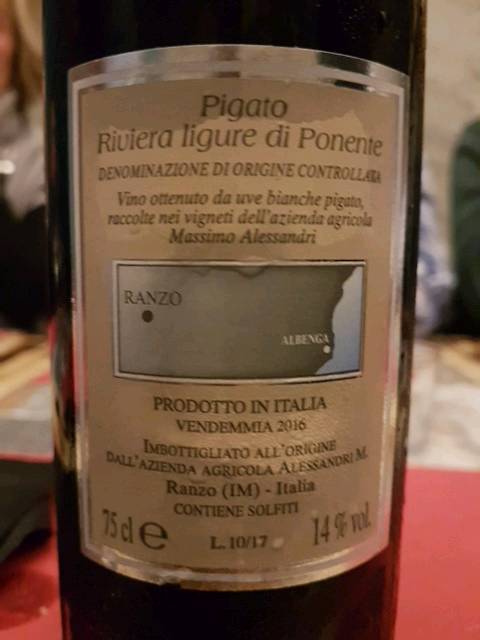 Pigato
Riviera ligure di Ponente
DENOMINAZIONE DI ORIGINE CONTROLLATA
Vino ottenuto da uve bianche pigato,
raccolte nei vigneti dell'azienda agricola
Massimo Alessandri
RANZO
ALBENGA
PRODOTTO IN ITALIA
VENDEMMIA 2016
IMBOTTIGLIATO ALL'ORIGINE
DALL'AZIENDA AGRICOLA ALESSANDRI M.
Ranzo (IM) - Italia
CONTIENE SOLFITI
75 cl e L. 10/17 14 % vol.